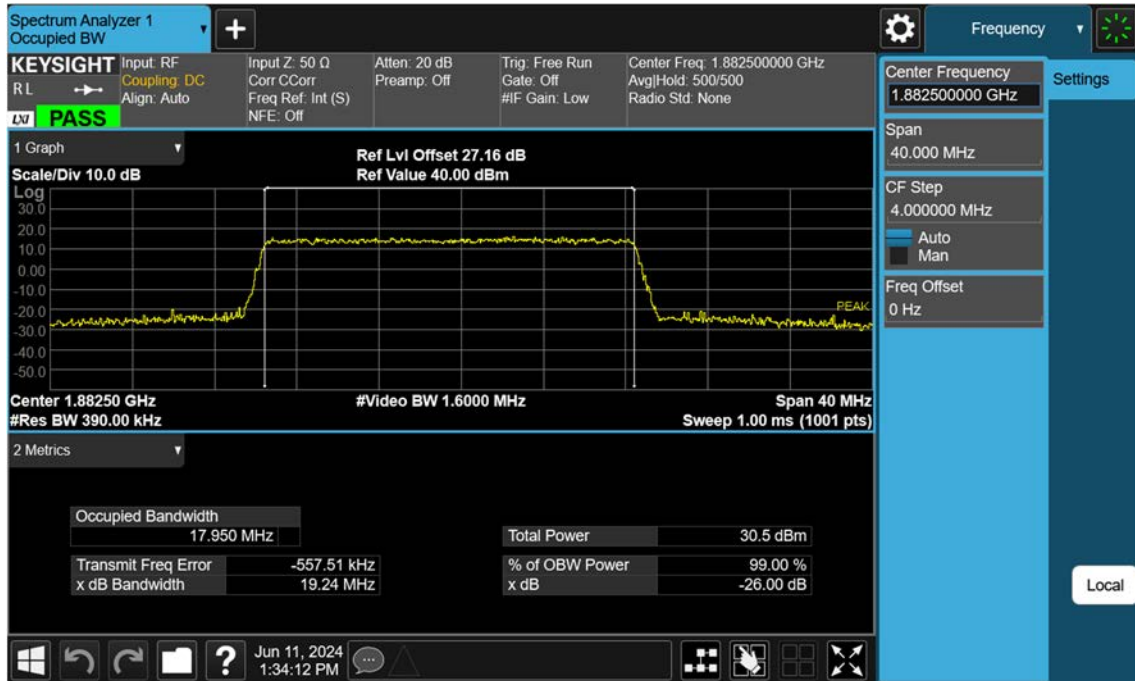 Spectrum Analyzer 1
Occupied BW
Frequency
KEYSIGHT
RL
LXI
PASS
Input: RF
Coupling: DC
Align: Auto
Input Z: 50 Ω
Corr CCorr
Freq Ref: Int (S)
NFE: Off
Atten: 20 dB
Preamp: Off
Trig: Free Run
Gate: Off
#IF Gain: Low
Center Freq: 1.882500000 GHz
Avg|Hold: 500/500
Radio Std: None
Center Frequency
1.882500000 GHz
Settings
Span
40.000 MHz
CF Step
4.000000 MHz
Auto
Man
Freq Offset
0 Hz
Local
1 Graph
Scale/Div 10.0 dB
Ref Lvl Offset 27.16 dB
Ref Value 40.00 dBm
Log
30.0
20.0
10.0
0.00
-10.0
-20.0
-30.0
-40.0
-50.0
PEAK
Center 1.88250 GHz
#Video BW 1.6000 MHz
Span 40 MHz
#Res BW 390.00 kHz
Sweep 1.00 ms (1001 pts)
2 Metrics
Occupied Bandwidth
17.950 MHz
Total Power 30.5 dBm
Transmit Freq Error -557.51 kHz
% of OBW Power 99.00 %
x dB Bandwidth 19.24 MHz
x dB -26.00 dB
Jun 11, 2024
1:34:12 PM